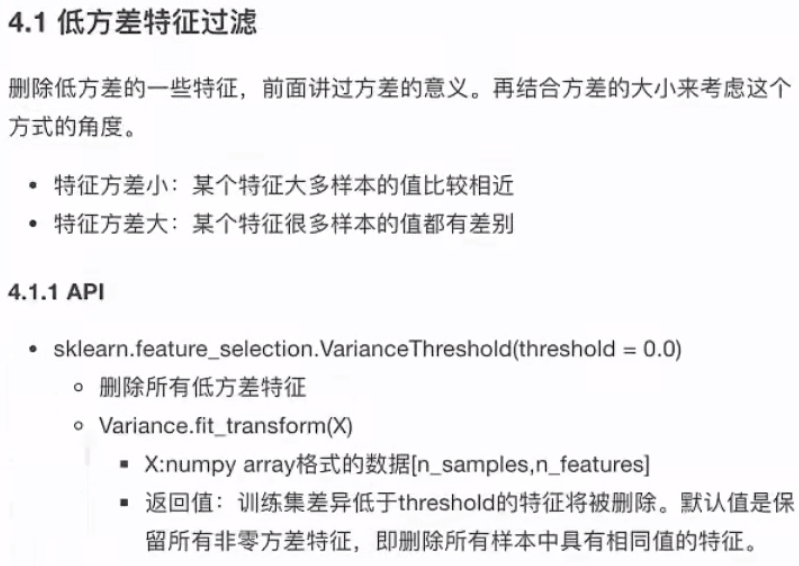 4.1 低方差特征过滤
删除低方差的一些特征，前面讲过方差的意义。再结合方差的大小来考虑这个
方式的角度。
• 特征方差小：某个特征大多样本的值比较相近
• 特征方差大：某个特征很多样本的值都有差别
4.1.1 API
• sklearn.feature_selection.VarianceThreshold(threshold = 0.0)
○ 删除所有低方差特征
○ Variance.fit_transform(X)
▪ X:numpy array格式的数据[n_samples,n_features]
▪ 返回值：训练集差异低于threshold的特征将被删除。默认值是保
留所有非零方差特征，即删除所有样本中具有相同值的特征。